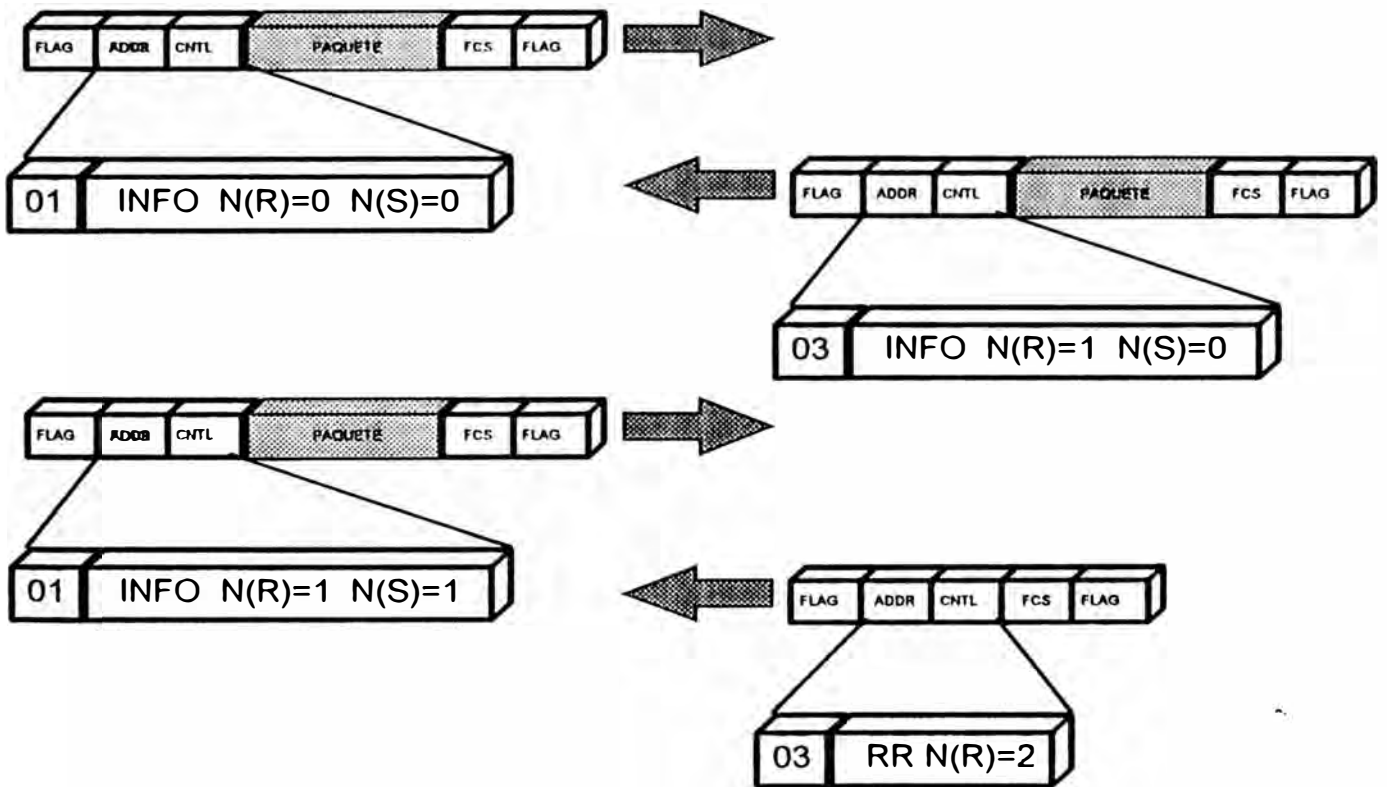 FLAG ADDR CNTL PAQUETE FCS FLAG
01 INFO N(R)=0 N(S)=0
FLAG ADDR CNTL PAQUETE FCS FLAG
03 INFO N(R)=1 N(S)=0
FLAG ADDR CNTL PAQUETE FCS FLAG
01 INFO N(R)=1 N(S)=1
FLAG ADDR CNTL FCS FLAG
03 RR N(R)=2